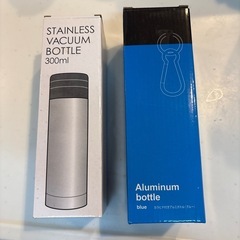 STAINLESS
VACUUM
BOTTLE
300ml
Aluminum
bottle
blue